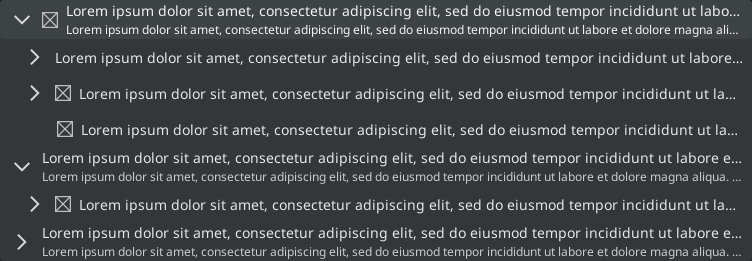 Lorem ipsum dolor sit amet, consectetur adipiscing elit, sed do eiusmod tempor incididunt ut labo...
Lorem ipsum dolor sit amet, consectetur adipiscing elit, sed do eiusmod tempor incididunt ut labore et dolore magna ali...
Lorem ipsum dolor sit amet, consectetur adipiscing elit, sed do eiusmod tempor incididunt ut labore...
Lorem ipsum dolor sit amet, consectetur adipiscing elit, sed do eiusmod tempor incididunt ut la...
Lorem ipsum dolor sit amet, consectetur adipiscing elit, sed do eiusmod tempor incididunt ut la...
Lorem ipsum dolor sit amet, consectetur adipiscing elit, sed do eiusmod tempor incididunt ut labore e...
Lorem ipsum dolor sit amet, consectetur adipiscing elit, sed do eiusmod tempor incididunt ut labore et dolore magna aliqua. ...
Lorem ipsum dolor sit amet, consectetur adipiscing elit, sed do eiusmod tempor incididunt ut la...
Lorem ipsum dolor sit amet, consectetur adipiscing elit, sed do eiusmod tempor incididunt ut labore e...
Lorem ipsum dolor sit amet, consectetur adipiscing elit, sed do eiusmod tempor incididunt ut labore et dolore magna aliqua. ...